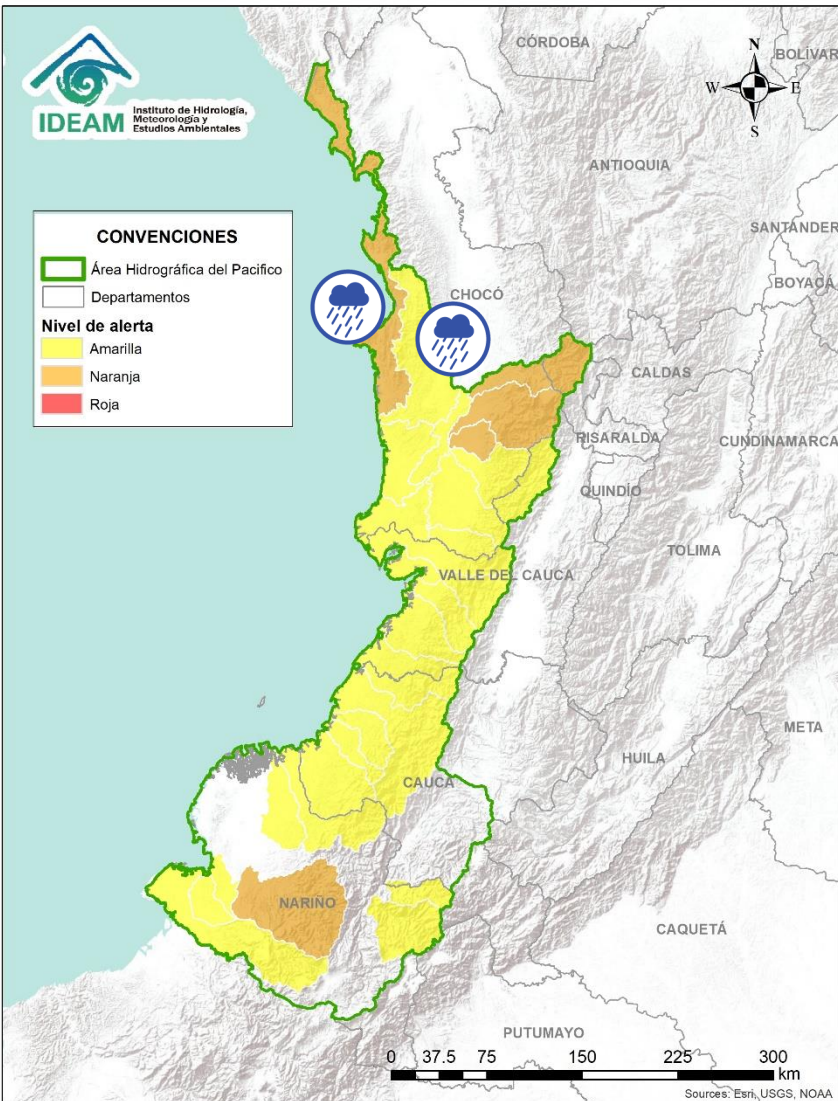 IDEAM
Instituto de Hidrología,
Meteorología y
Estudios Ambientales
CÓRDOBA
BOLÍVAR
N
W
E
S
ANTIOQUIA
SANTANDER
BOYACÁ
CONVENCIONES
Área Hidrográfica del Pacifico
Departamentos
Nivel de alerta
Amarilla
Naranja
Roja
CHOCÓ
CALDAS
RISARALDA
CUNDINAMARCA
QUINDÍO
TOLIMA
VALLE DEL CAUCA
META
HUILA
CAUCA
NARIÑO
CAQUETÁ
PUTUMAYO
0 37.5 75 150 225 300
km
Sources: Esri, USGS, NOAA